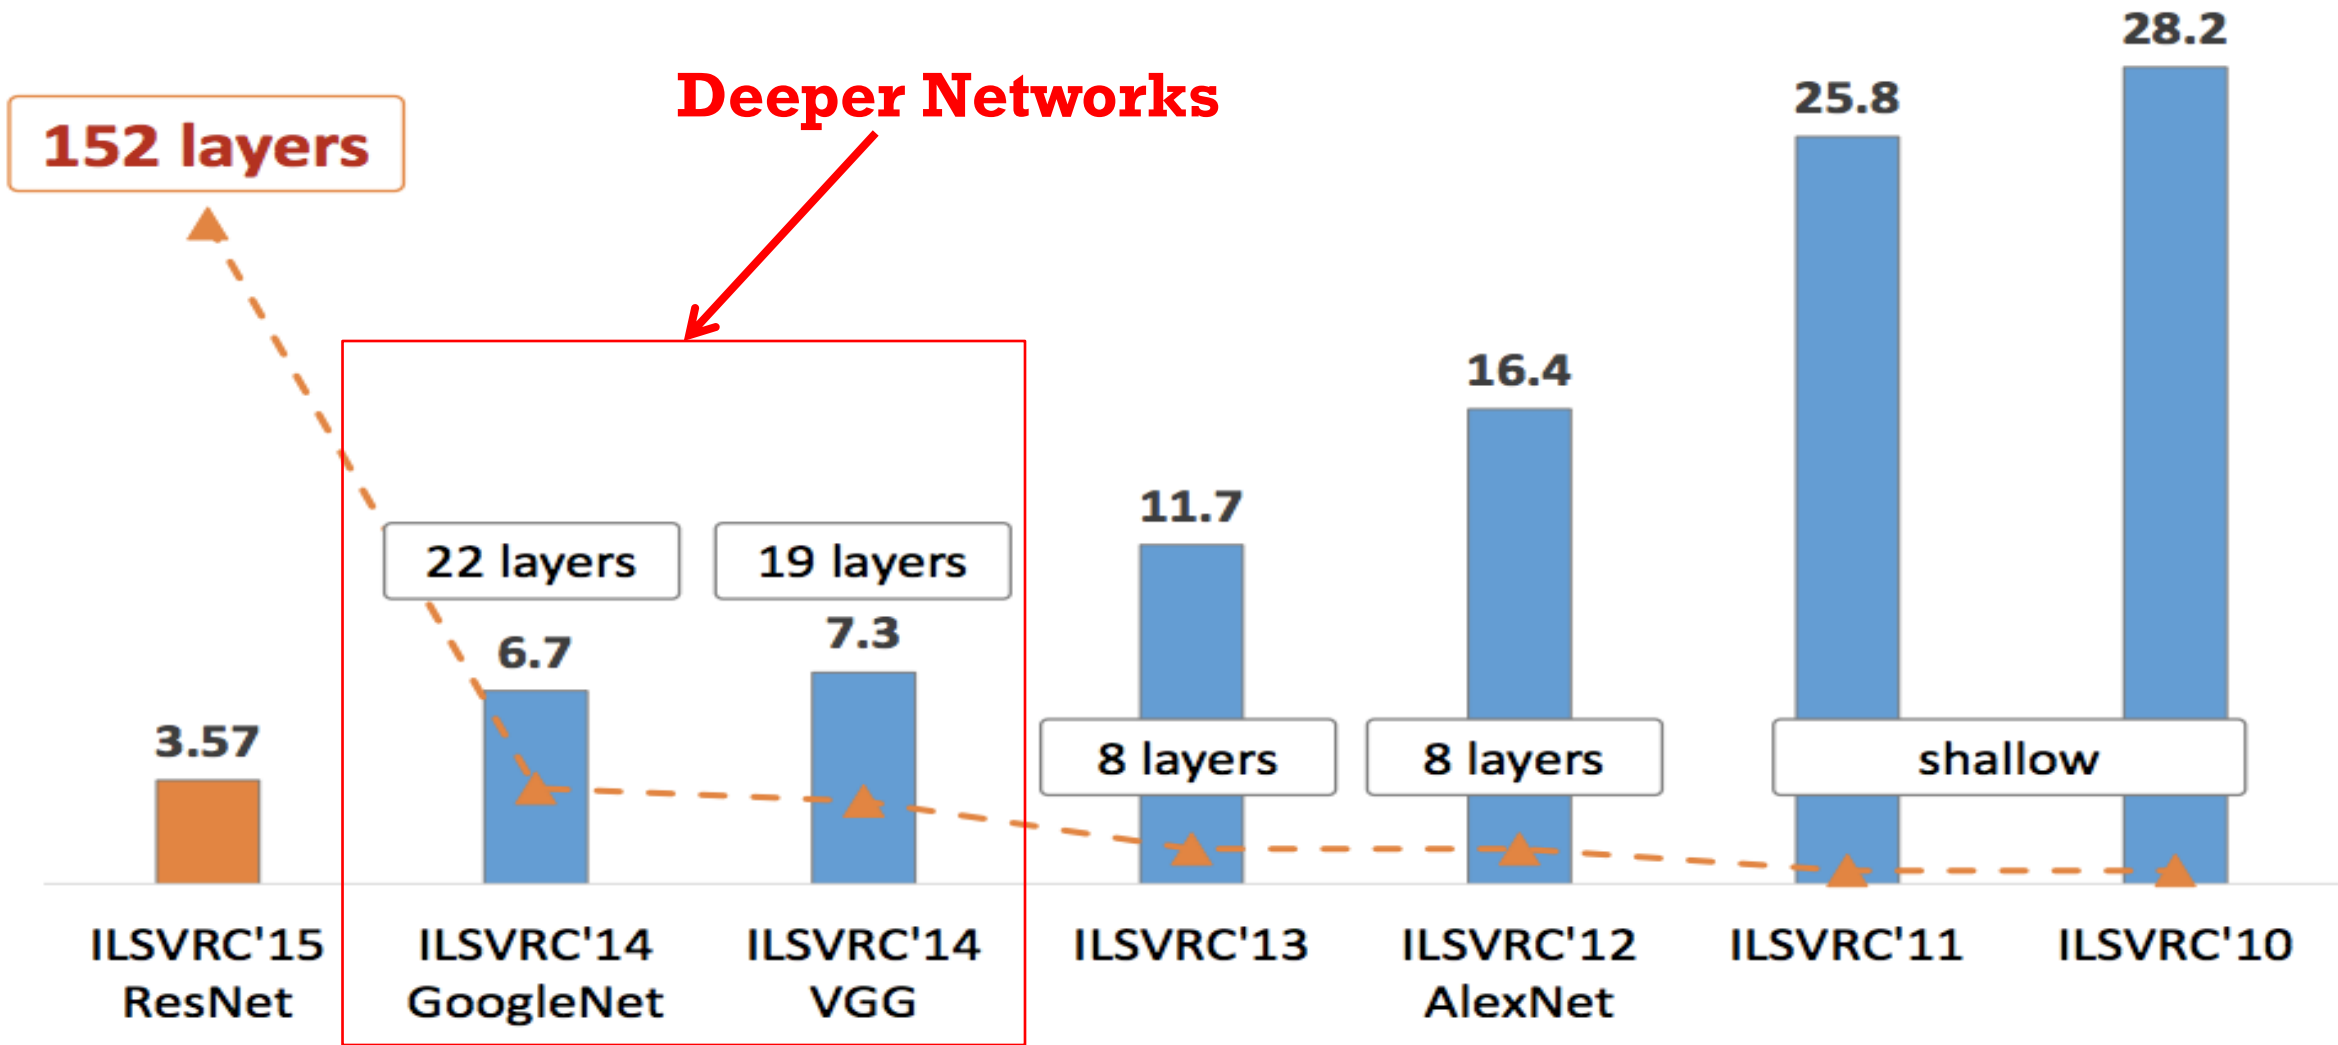 28.2
Deeper Networks
25.8
152 layers
16.4
11.7
22 layers
19 layers
7.3
6.7
3.57
8 layers
8 layers
shallow
ILSVRC'15
ResNet
ILSVRC'14
GoogleNet
ILSVRC'14
VGG
ILSVRC'13
ILSVRC'12
AlexNet
ILSVRC'11
ILSVRC'10